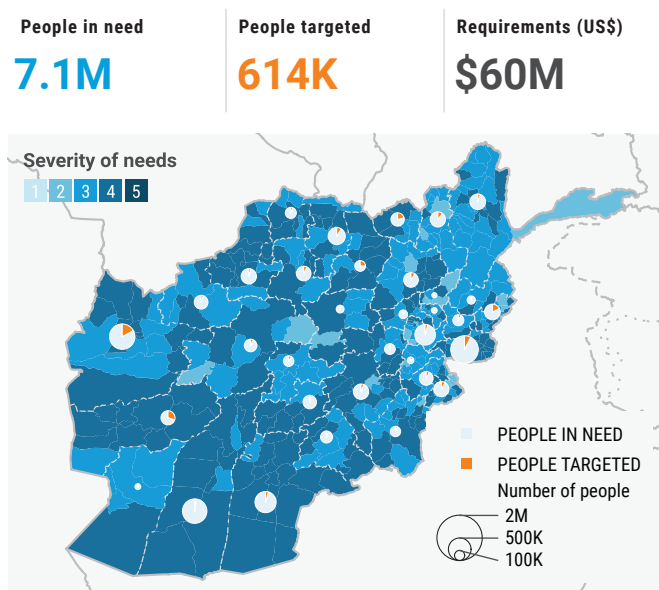 People in need
7.1M
People targeted
614K
Requirements (US$)
$60M
Severity of needs
1 2 3 4 5
PEOPLE IN NEED
PEOPLE TARGETED
Number of people
2M
500K
100K